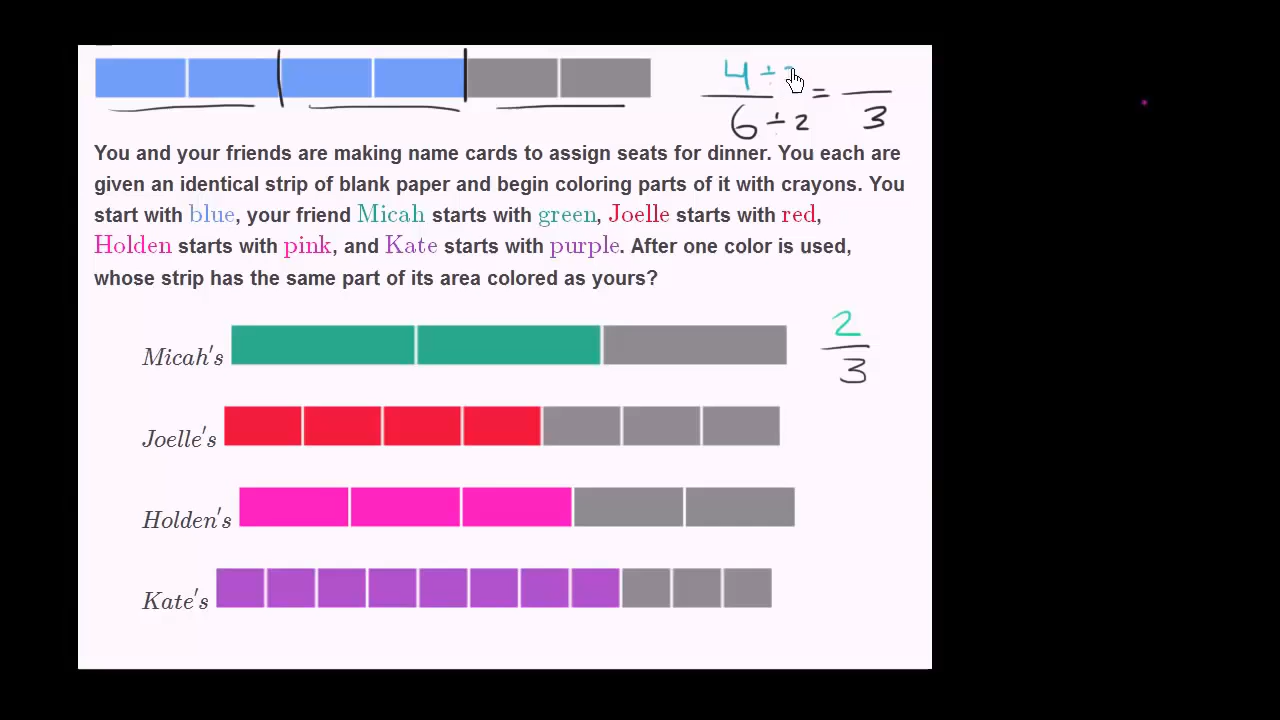 4 ÷
6 ÷ 2 = 3
You and your friends are making name cards to assign seats for dinner. You each are
given an identical strip of blank paper and begin coloring parts of it with crayons. You
start with blue, your friend Micah starts with green, Joelle starts with red,
Holden starts with pink, and Kate starts with purple. After one color is used,
whose strip has the same part of its area colored as yours?
Micah's
2
3
Joelle's
Holden's
Kate's